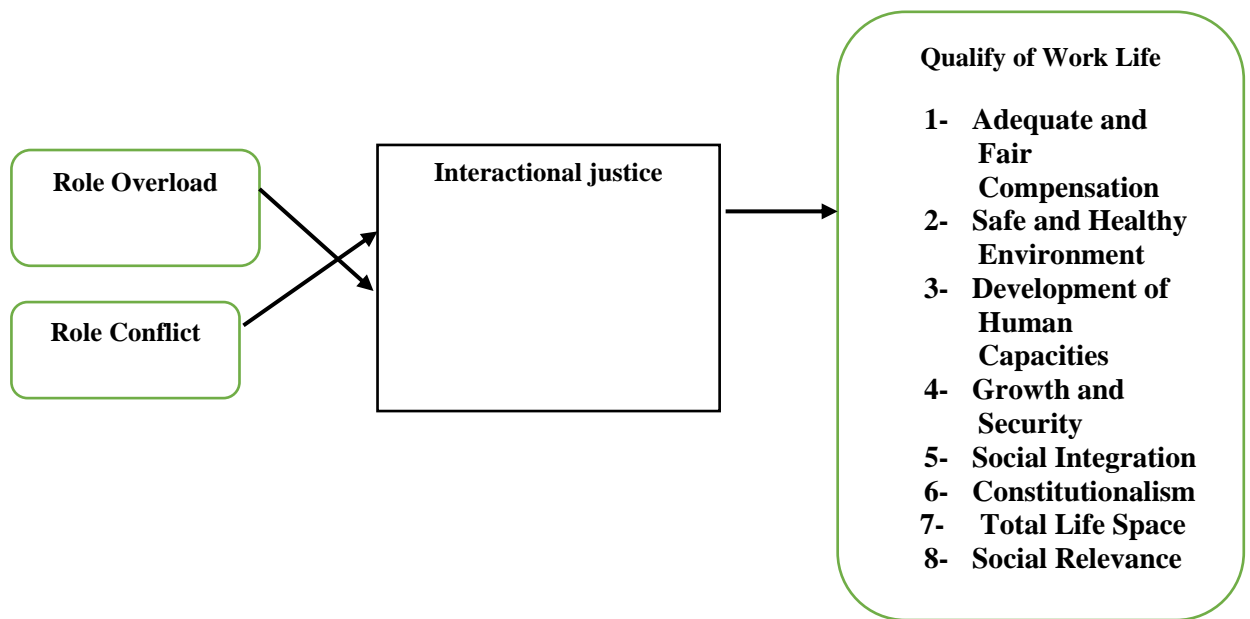 Role Overload
Role Conflict
Interactional justice
Qualify of Work Life
1- Adequate and
Fair
Compensation
2- Safe and Healthy
Environment
3- Development of
Human
Capacities
4- Growth and
Security
5- Social Integration
6- Constitutionalism
7- Total Life Space
8- Social Relevance